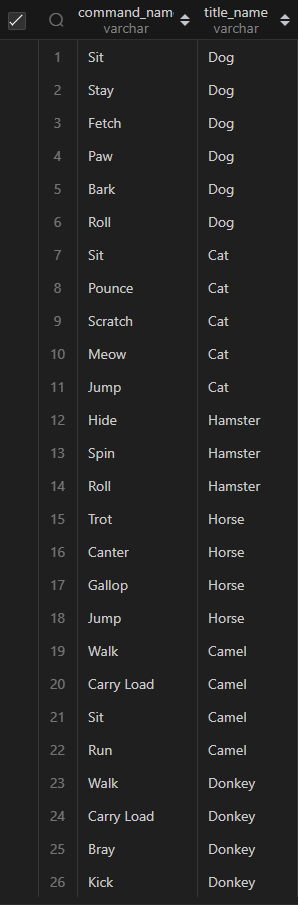 command_nam title_name
varchar varchar
1 Sit Dog
2 Stay Dog
3 Fetch Dog
4 Paw Dog
5 Bark Dog
6 Roll Dog
7 Sit Cat
8 Pounce Cat
9 Scratch Cat
10 Meow Cat
11 Jump Cat
12 Hide Hamster
13 Spin Hamster
14 Roll Hamster
15 Trot Horse
16 Canter Horse
17 Gallop Horse
18 Jump Horse
19 Walk Camel
20 Carry Load Camel
21 Sit Camel
22 Run Camel
23 Walk Donkey
24 Carry Load Donkey
25 Bray Donkey
26 Kick Donkey